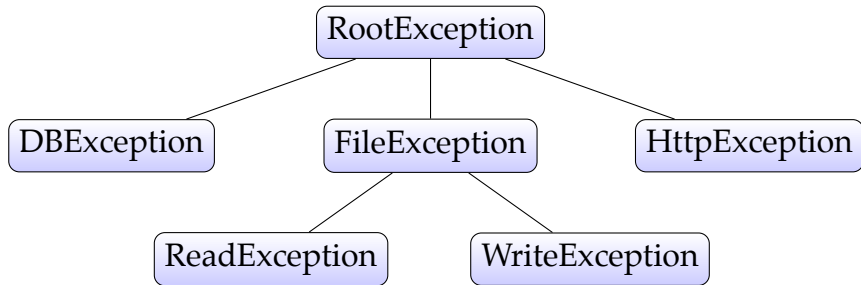 RootException
DBException
FileException
HttpException
ReadException
WriteException